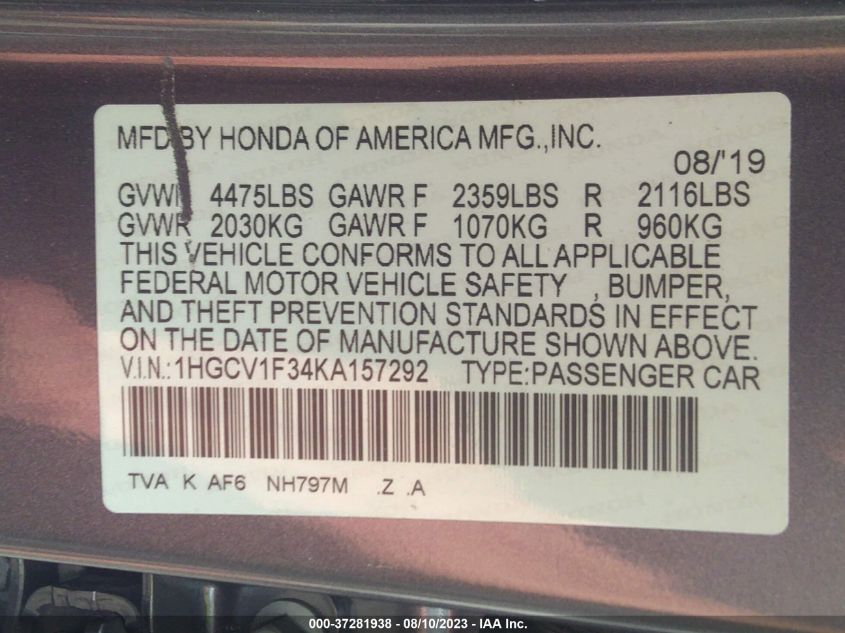 MFD BY HONDA OF AMERICA MFG.,INC.
08/'19
GVWR 4475LBS GAWR F 2359LBS R 2116LBS
GVWR 2030KG GAWR F 1070KG R 960KG
THIS VEHICLE CONFORMS TO ALL APPLICABLE
FEDERAL MOTOR VEHICLE SAFETY , BUMPER,
AND THEFT PREVENTION STANDARDS IN EFFECT
ON THE DATE OF MANUFACTURE SHOWN ABOVE.
V.I.N.:1HGCV1F34KA157292 TYPE:PASSENGER CAR
TVA K AF6 NH797M .Z .A
000-37281938 - 08/10/2023 - IAA Inc.